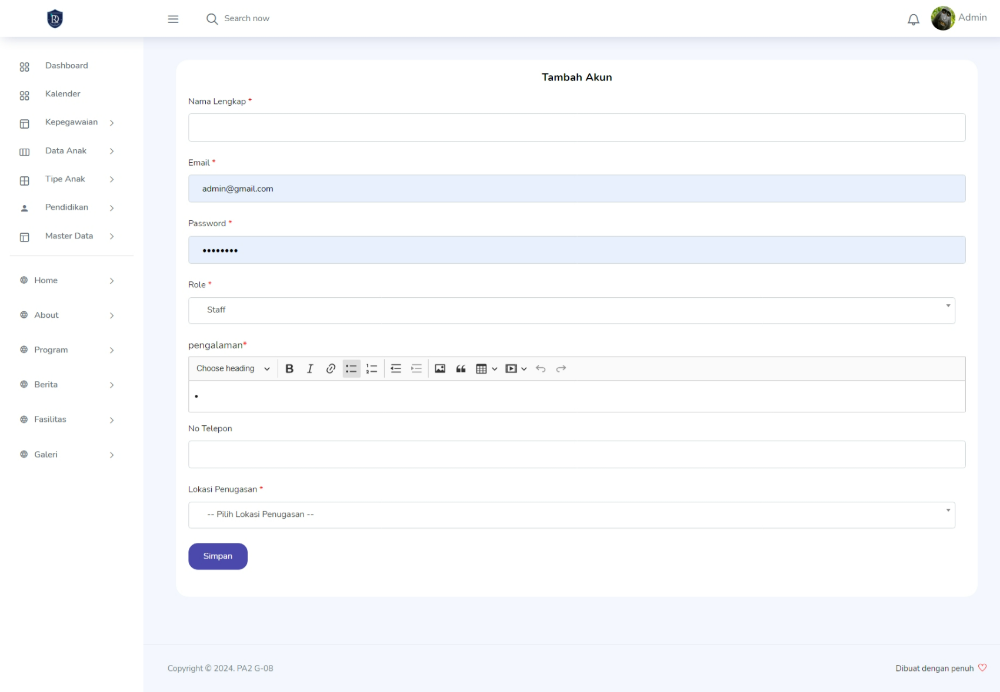 Search now
Admin
Dashboard
Kalender
Kepegawaian
Data Anak
Tipe Anak
Pendidikan
Master Data
Home
About
Program
Berita
Fasilitas
Galeri
Tambah Akun
Nama Lengkap *
Email *
admin@gmail.com
Password *
••••••••
Role *
Staff
pengalaman*
Choose heading
•
No Telepon
Lokasi Penugasan *
-- Pilih Lokasi Penugasan --
Simpan
Copyright © 2024. PA2 G-08
Dibuat dengan penuh ♡